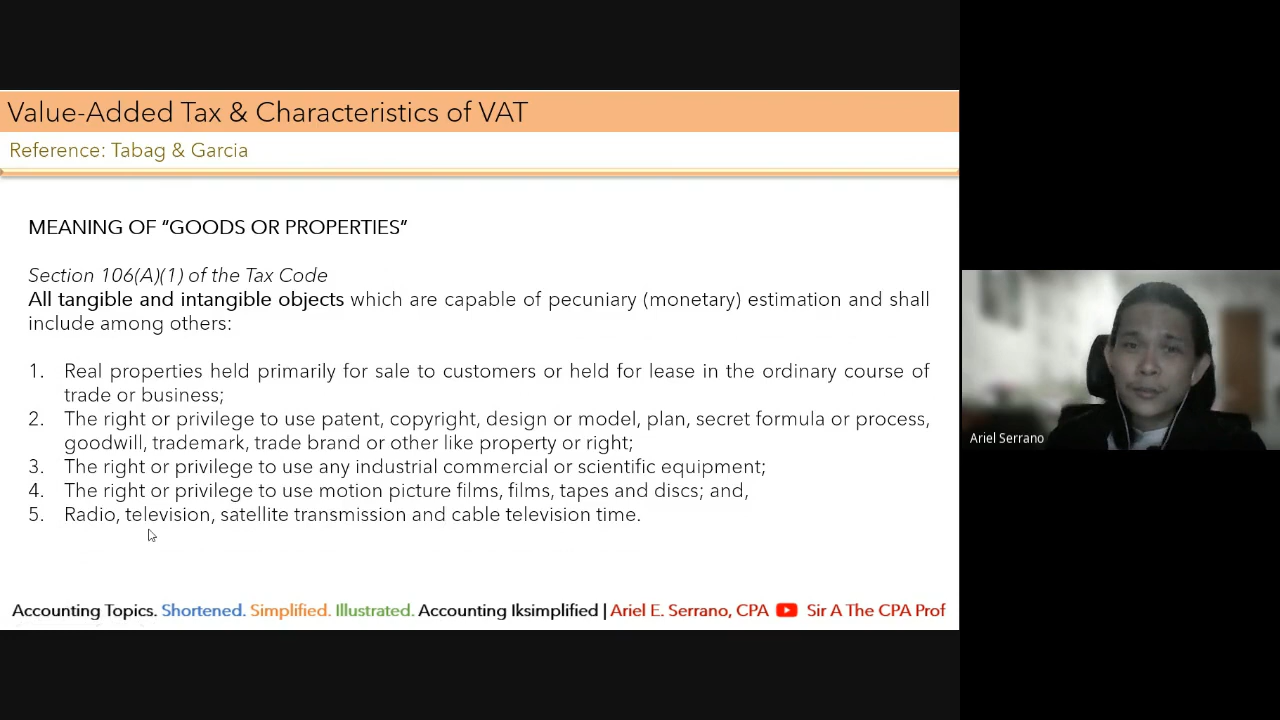 Value-Added Tax & Characteristics of VAT
Reference: Tabag & Garcia
MEANING OF “GOODS OR PROPERTIES”
Section 106(A)(1) of the Tax Code
All tangible and intangible objects which are capable of pecuniary (monetary) estimation and shall
include among others:
1. Real properties held primarily for sale to customers or held for lease in the ordinary course of
trade or business;
2. The right or privilege to use patent, copyright, design or model, plan, secret formula or process,
goodwill, trademark, trade brand or other like property or right;
3. The right or privilege to use any industrial commercial or scientific equipment;
4. The right or privilege to use motion picture films, films, tapes and discs; and,
5. Radio, television, satellite transmission and cable television time.
Accounting Topics. Shortened. Simplified. Illustrated. Accounting Iksimplified | Ariel E. Serrano, CPA Sir A The CPA Prof
Ariel Serrano